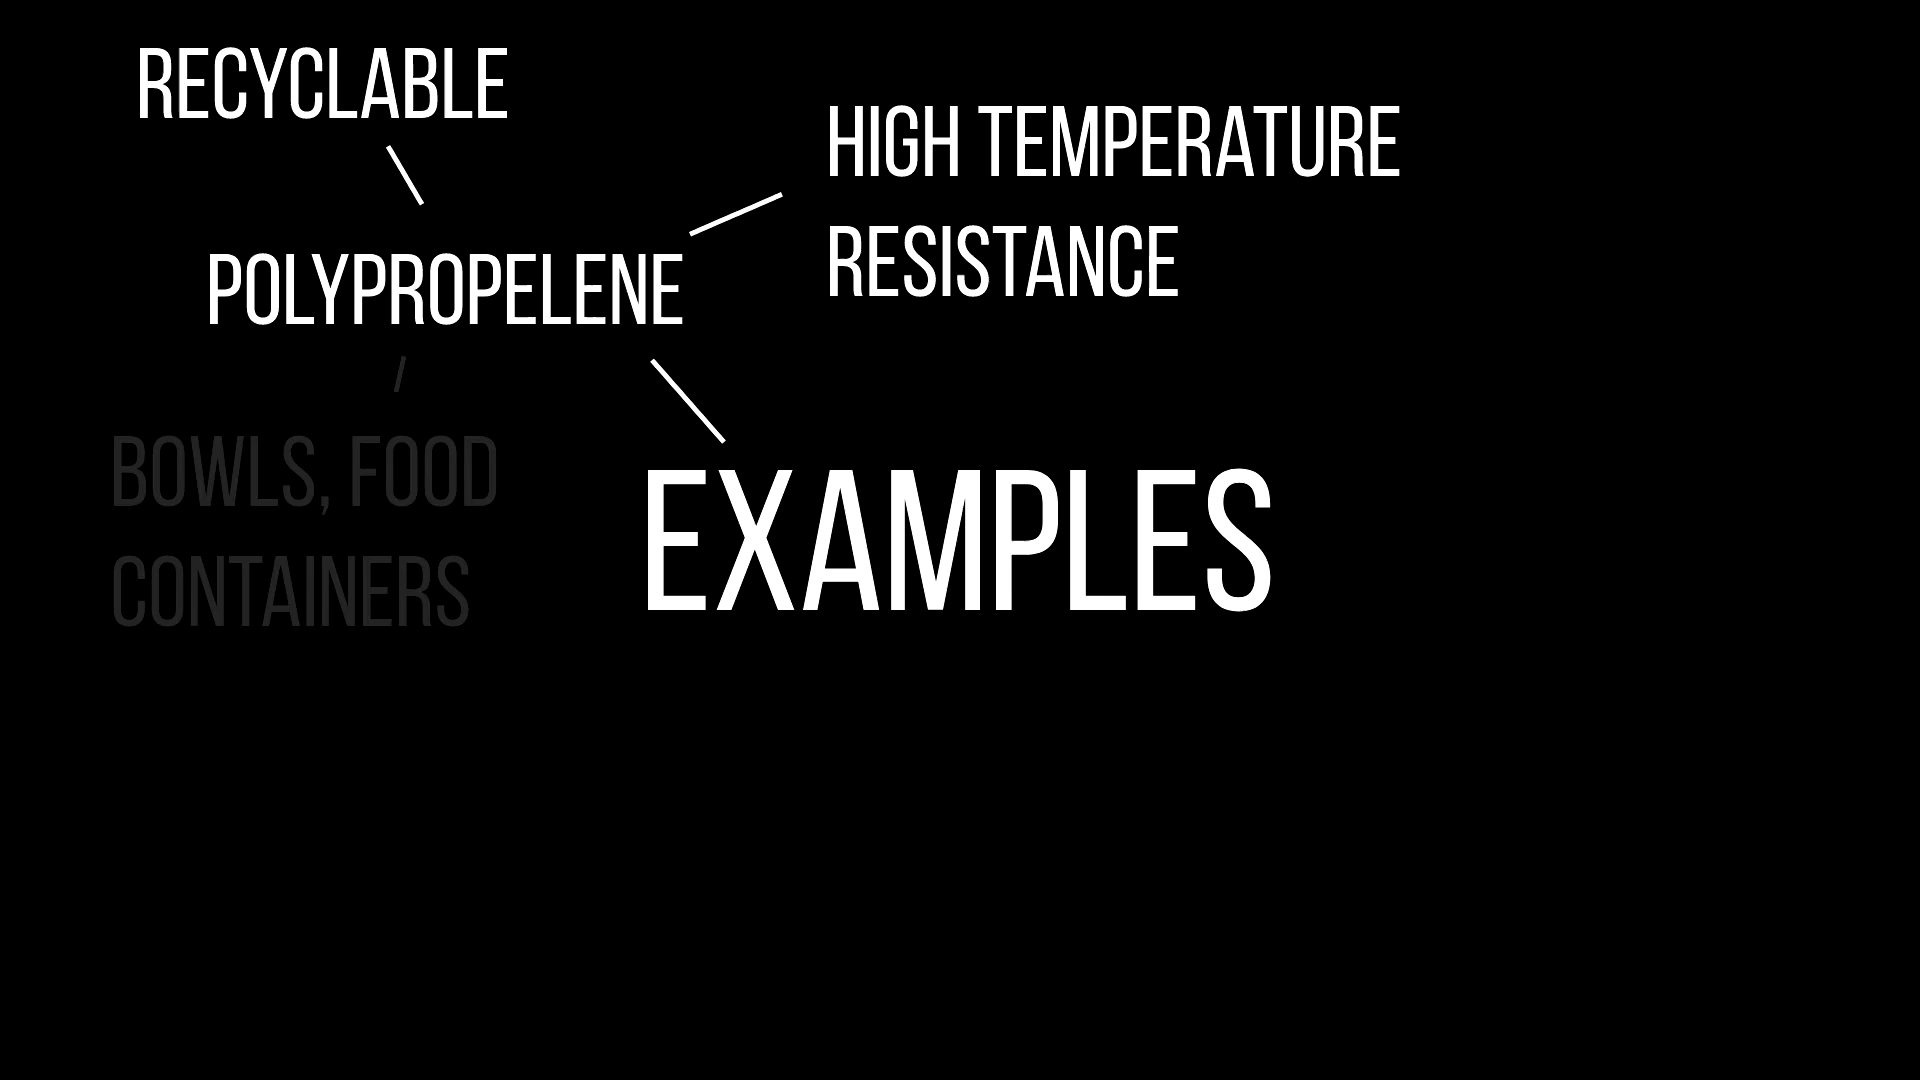 RECYCLABLE
HIGH TEMPERATURE
RESISTANCE
POLYPROPELENE
BOWLS, FOOD
CONTAINERS
EXAMPLES